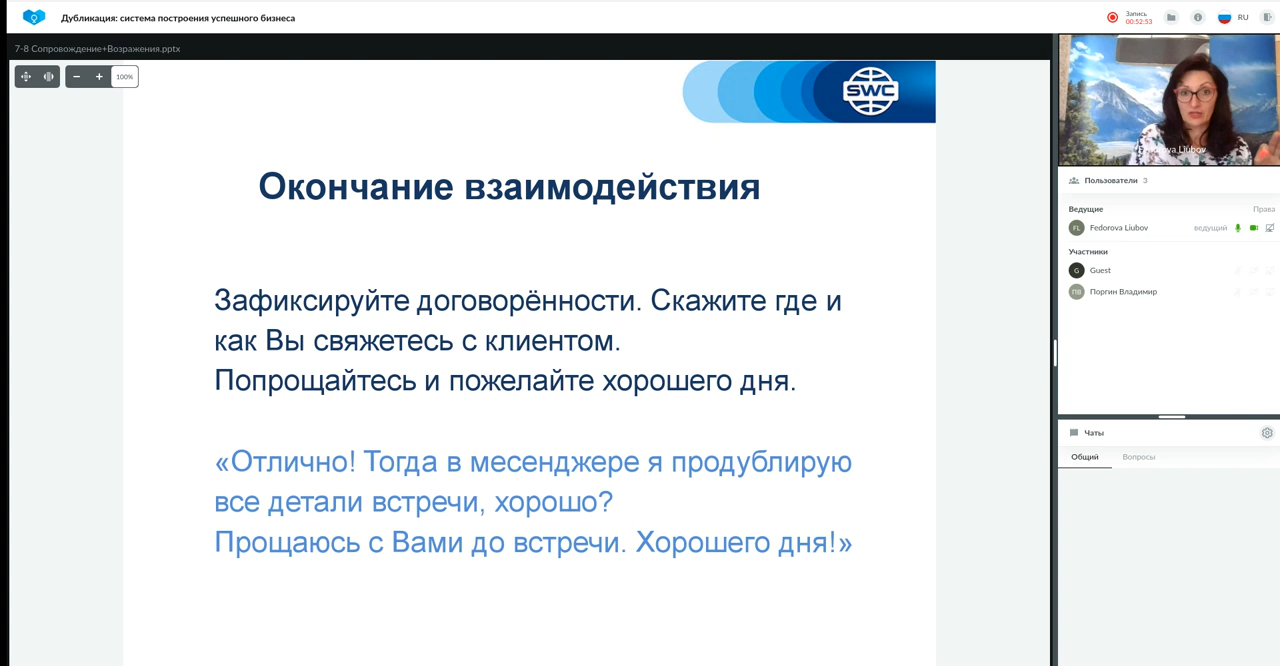 Дубликация: система построения успешного бизнеса
Запись
00:52:53
RU
7-8 Сопровождение+Возражения.pptx
100%
SWC
Окончание взаимодействия
Зафиксируйте договорённости. Скажите где и
как Вы свяжетесь с клиентом.
Попрощайтесь и пожелайте хорошего дня.
«Отлично! Тогда в месенджере я продублирую
все детали встречи, хорошо?
Прощаюсь с Вами до встречи. Хорошего дня!»
Fedorova Liubov
Пользователи 3
Ведущие Права
FL Fedorova Liubov ведущий
Участники
G Guest
ПВ Поргин Владимир
Чаты
Общий Вопросы